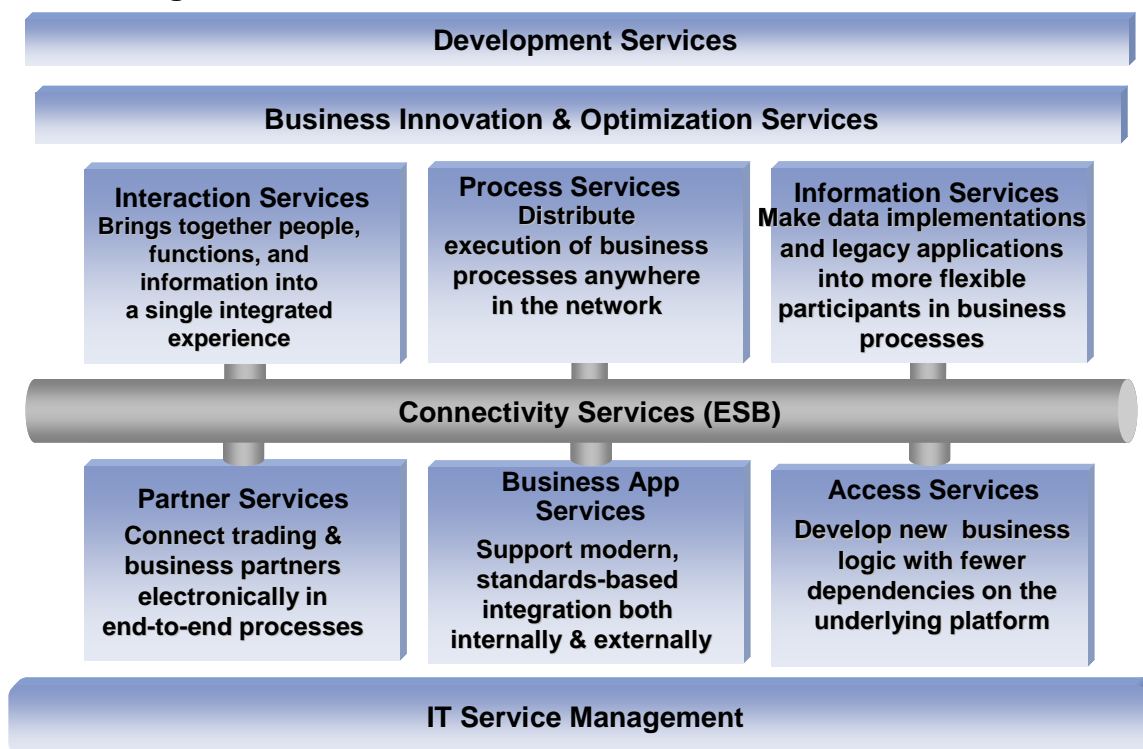 Development Services
Business Innovation & Optimization Services
Interaction Services
Brings together people,
functions, and
information into
a single integrated
experience
Process Services
Distribute
execution of business
processes anywhere
in the network
Information Services
Make data implementations
and legacy applications
into more flexible
participants in business
processes
Connectivity Services (ESB)
Partner Services
Connect trading &
business partners
electronically in
end-to-end processes
Business App
Services
Support modern,
standards-based
integration both
internally & externally
Access Services
Develop new business
logic with fewer
dependencies on the
underlying platform
IT Service Management